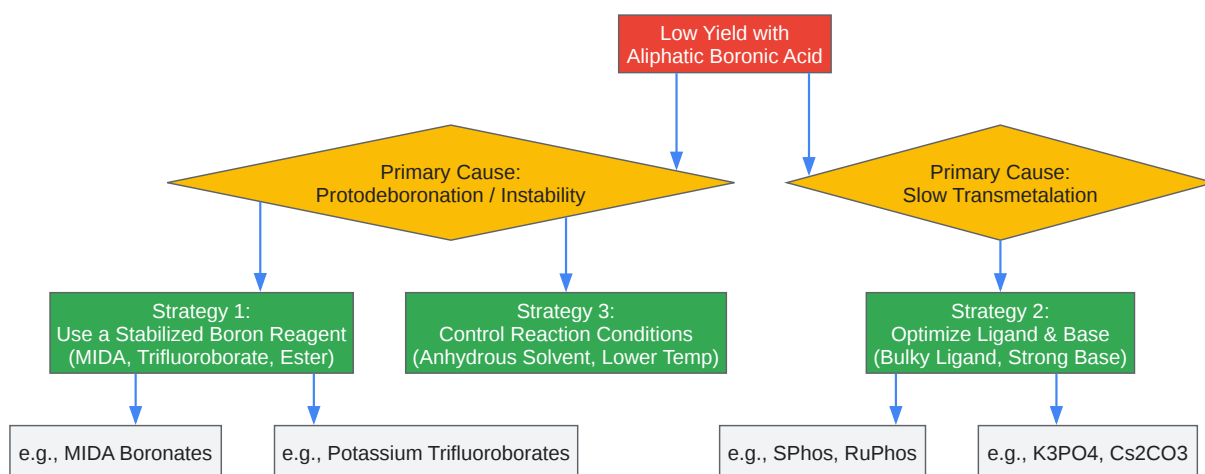 Low Yield with
Aliphatic Boronic Acid
Primary Cause:
Protodeboronation / Instability
Primary Cause:
Slow Transmetalation
Strategy 1:
Use a Stabilized Boron Reagent
(MIDA, Trifluoroborate, Ester)
Strategy 3:
Control Reaction Conditions
(Anhydrous Solvent, Lower Temp)
Strategy 2:
Optimize Ligand & Base
(Bulky Ligand, Strong Base)
e.g., MIDA Boronates
e.g., Potassium Trifluoroborates
e.g., SPhos, RuPhos
e.g., K3PO4, Cs2CO3